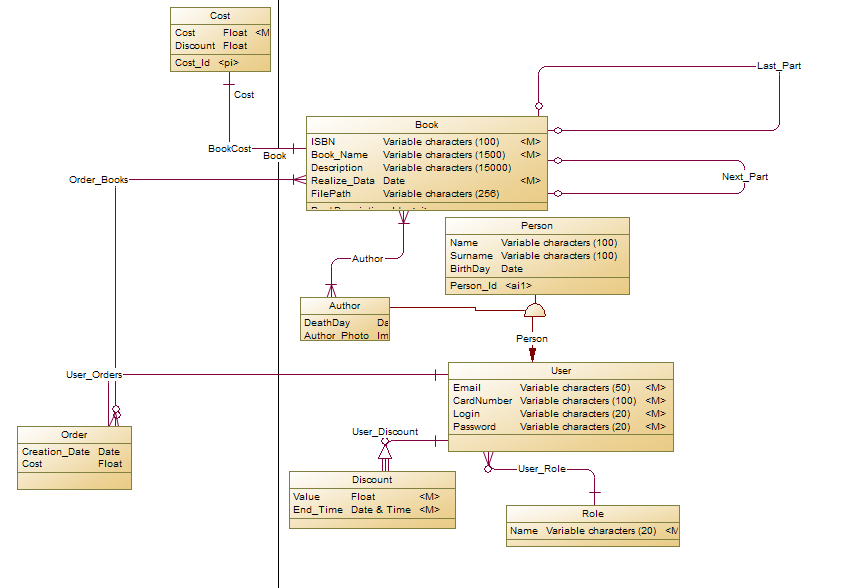 Cost
Cost Float <M
Discount Float
Cost_Id <pi>
Cost
BookCost
Book
Last_Part
Book
ISBN Variable characters (100) <M>
Book_Name Variable characters (1500) <M>
Description Variable characters (15000)
Realize_Data Date <M>
FilePath Variable characters (256)
Next_Part
Order_Books
Person
Name Variable characters (100)
Surname Variable characters (100)
BirthDay Date
Person_Id <ai1>
Author
Author
DeathDay Da
Author_Photo Im
Person
User_Orders
User
Email Variable characters (50) <M>
CardNumber Variable characters (100) <M>
Login Variable characters (20) <M>
Password Variable characters (20) <M>
Order
Creation_Date Date
Cost Float
User_Discount
Discount
Value Float <M>
End_Time Date & Time <M>
User_Role
Role
Name Variable characters (20) <M